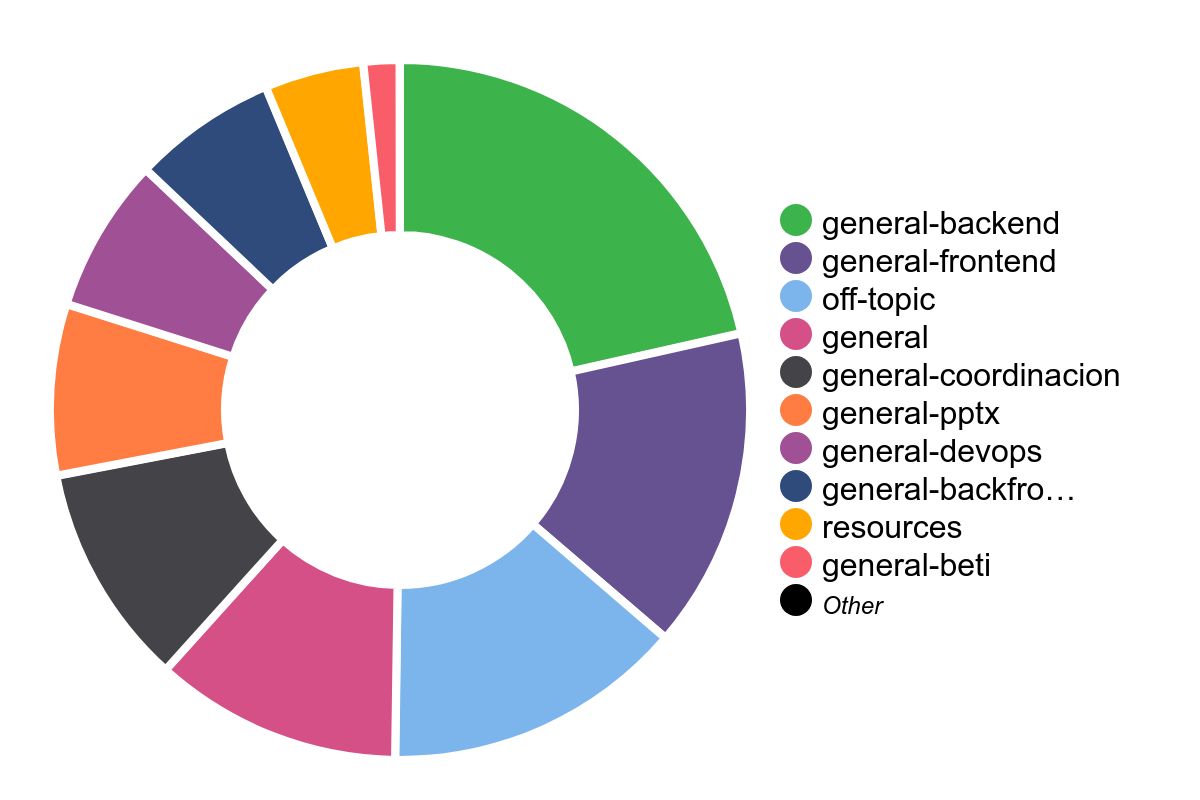 general-backend
general-frontend
off-topic
general
general-coordinacion
general-pptx
general-devops
general-backfro…
resources
general-beti
Other